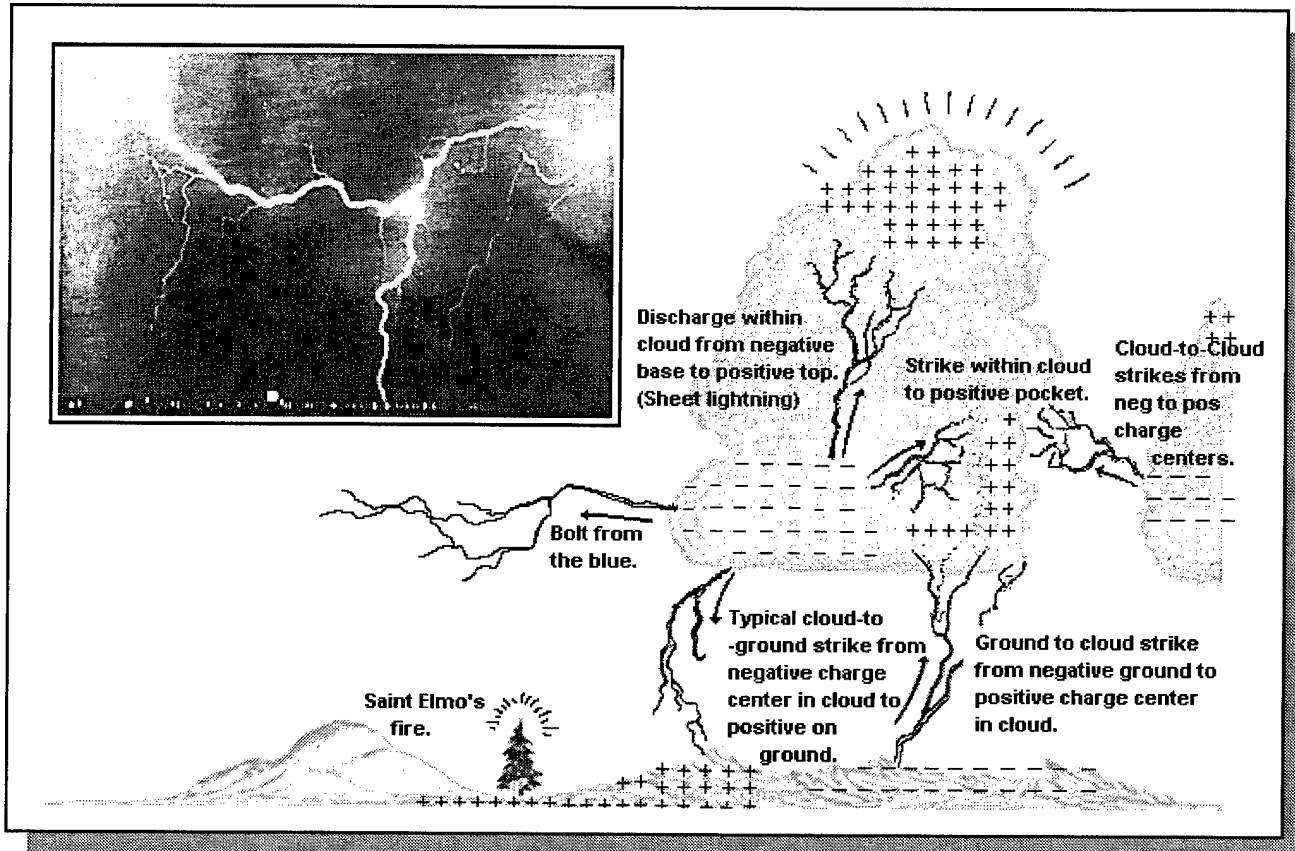 Discharge within
cloud from negative
base to positive top.
(Sheet lightning)
Strike within cloud
to positive pocket.
Cloud-to-Cloud
strikes from
neg to pos
charge
centers.
Bolt from
the blue.
Typical cloud-to
-ground strike from
negative charge
center in cloud to
positive on
ground.
Ground to cloud strike
from negative ground to
positive charge center
in cloud.
Saint Elmo's
fire.